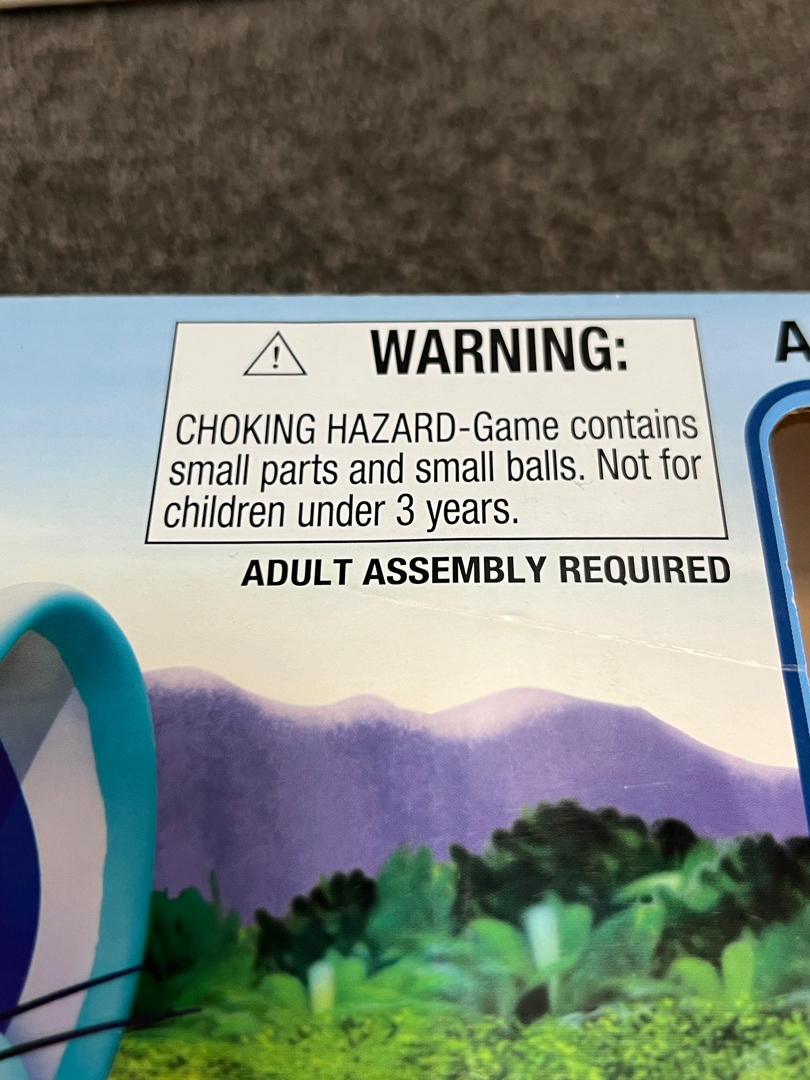 WARNING:
CHOKING HAZARD-Game contains
small parts and small balls. Not for
children under 3 years.
ADULT ASSEMBLY REQUIRED
A